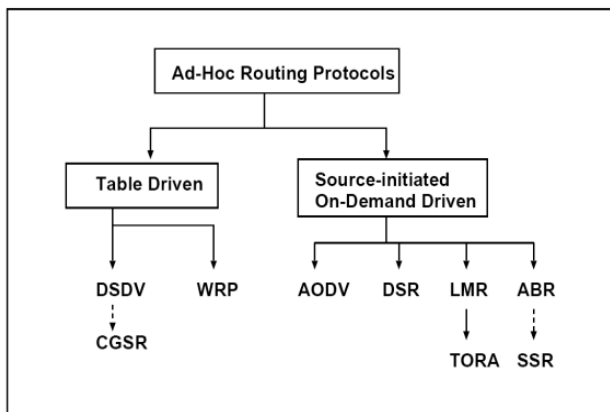 Ad-Hoc Routing Protocols
Table Driven
Source-initiated
On-Demand Driven
DSDV WRP AODV DSR LMR ABR
CGSR
TORA SSR